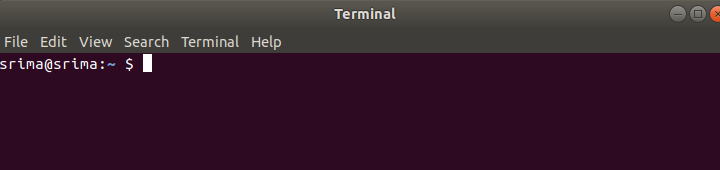 Terminal
File Edit View Search Terminal Help
srima@srima:~ $